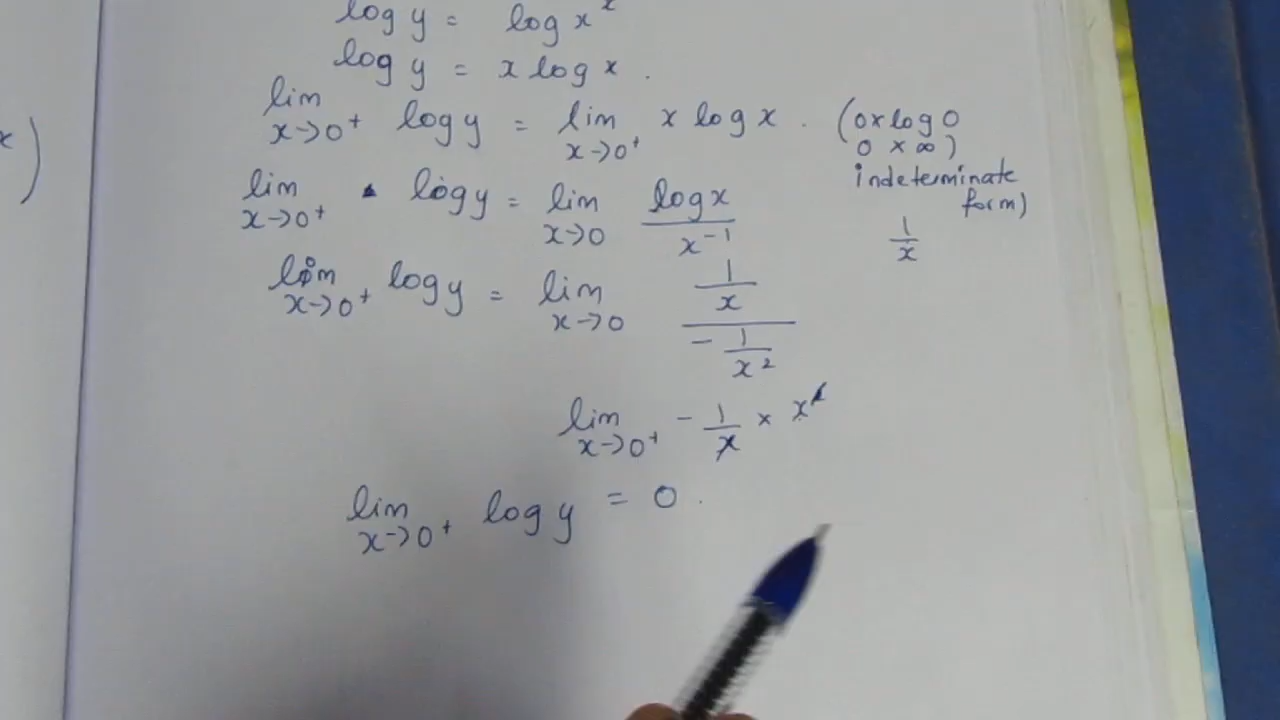 log y = log x^x
log y = x log x .
lim x→0⁺ log y = lim x→0⁺ x log x . (0 x log 0
0 x ∞)
indeterminate form)
x)
lim x→0⁺ log y = lim x→0 log x / x⁻¹
1/x
lim x→0⁺ log y = lim x→0 (1/x) / (- 1/x²)
lim x→0⁺ - 1/x × x²
lim x→0⁺ log y = 0 .